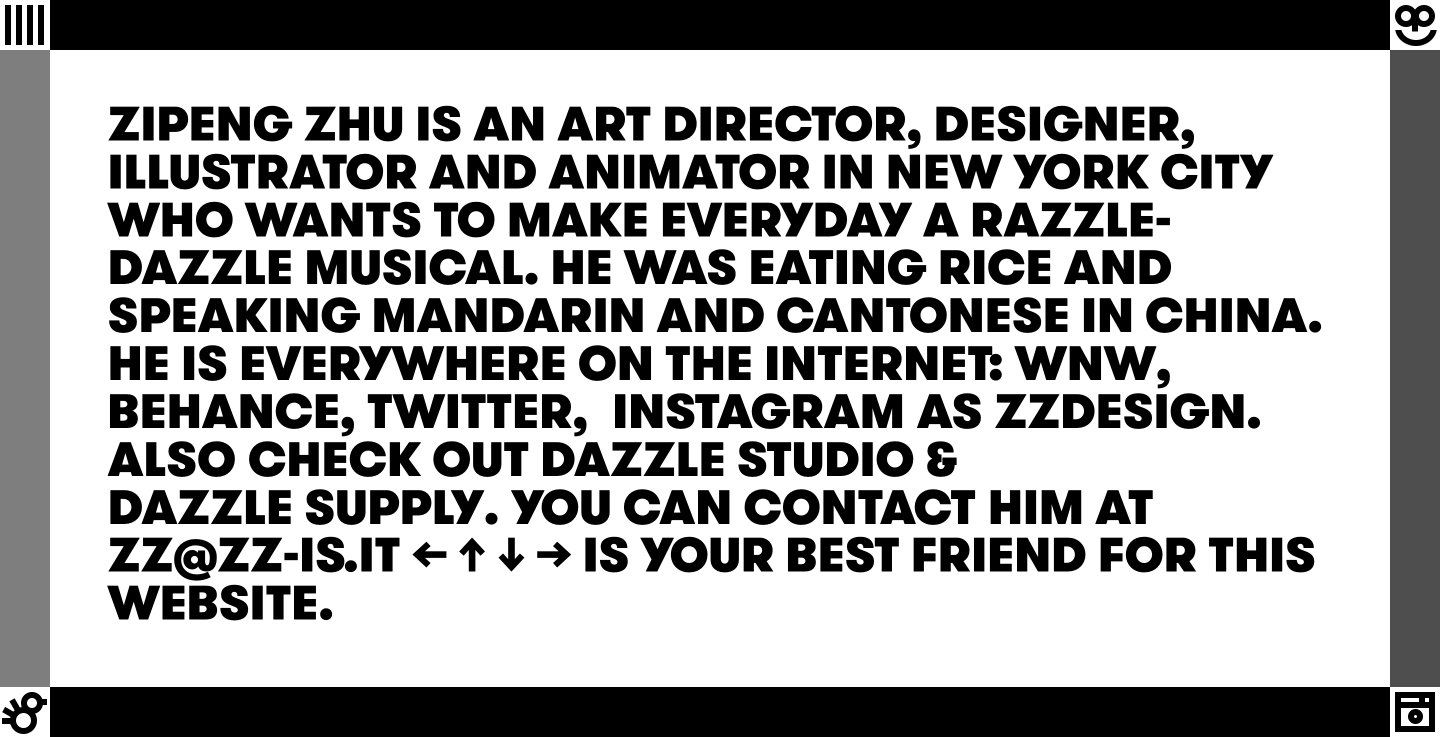 ZIPENG ZHU IS AN ART DIRECTOR, DESIGNER,
ILLUSTRATOR AND ANIMATOR IN NEW YORK CITY
WHO WANTS TO MAKE EVERYDAY A RAZZLE-
DAZZLE MUSICAL. HE WAS EATING RICE AND
SPEAKING MANDARIN AND CANTONESE IN CHINA.
HE IS EVERYWHERE ON THE INTERNET: WNW,
BEHANCE, TWITTER,  INSTAGRAM AS ZZDESIGN.
ALSO CHECK OUT DAZZLE STUDIO &
DAZZLE SUPPLY. YOU CAN CONTACT HIM AT
ZZ@ZZ-IS.IT ← ↑ ↓ → IS YOUR BEST FRIEND FOR THIS
WEBSITE.